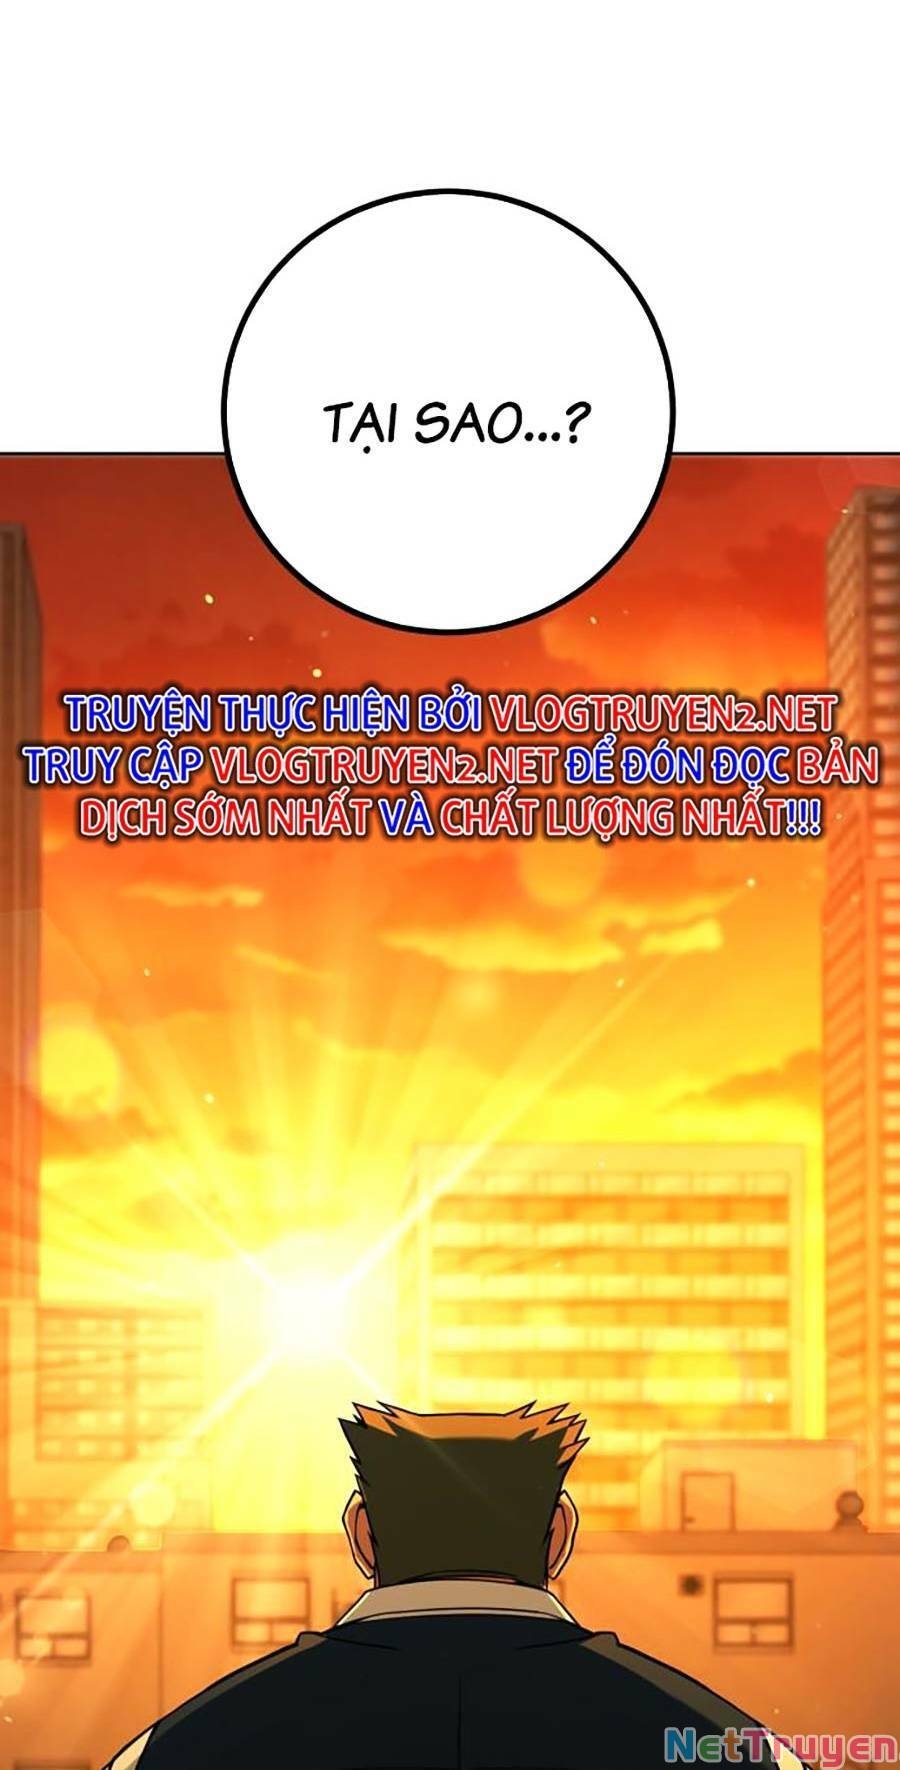 TẠI SAO...?
TRUYỆN THỰC HIỆN BỞI VLOGTRUYEN2.NET
TRUY CẬP VLOGTRUYEN2.NET ĐỂ ĐÓN ĐỌC BẢN
DỊCH SỚM NHẤT VÀ CHẤT LƯỢNG NHẤT!!!
NetTruyen